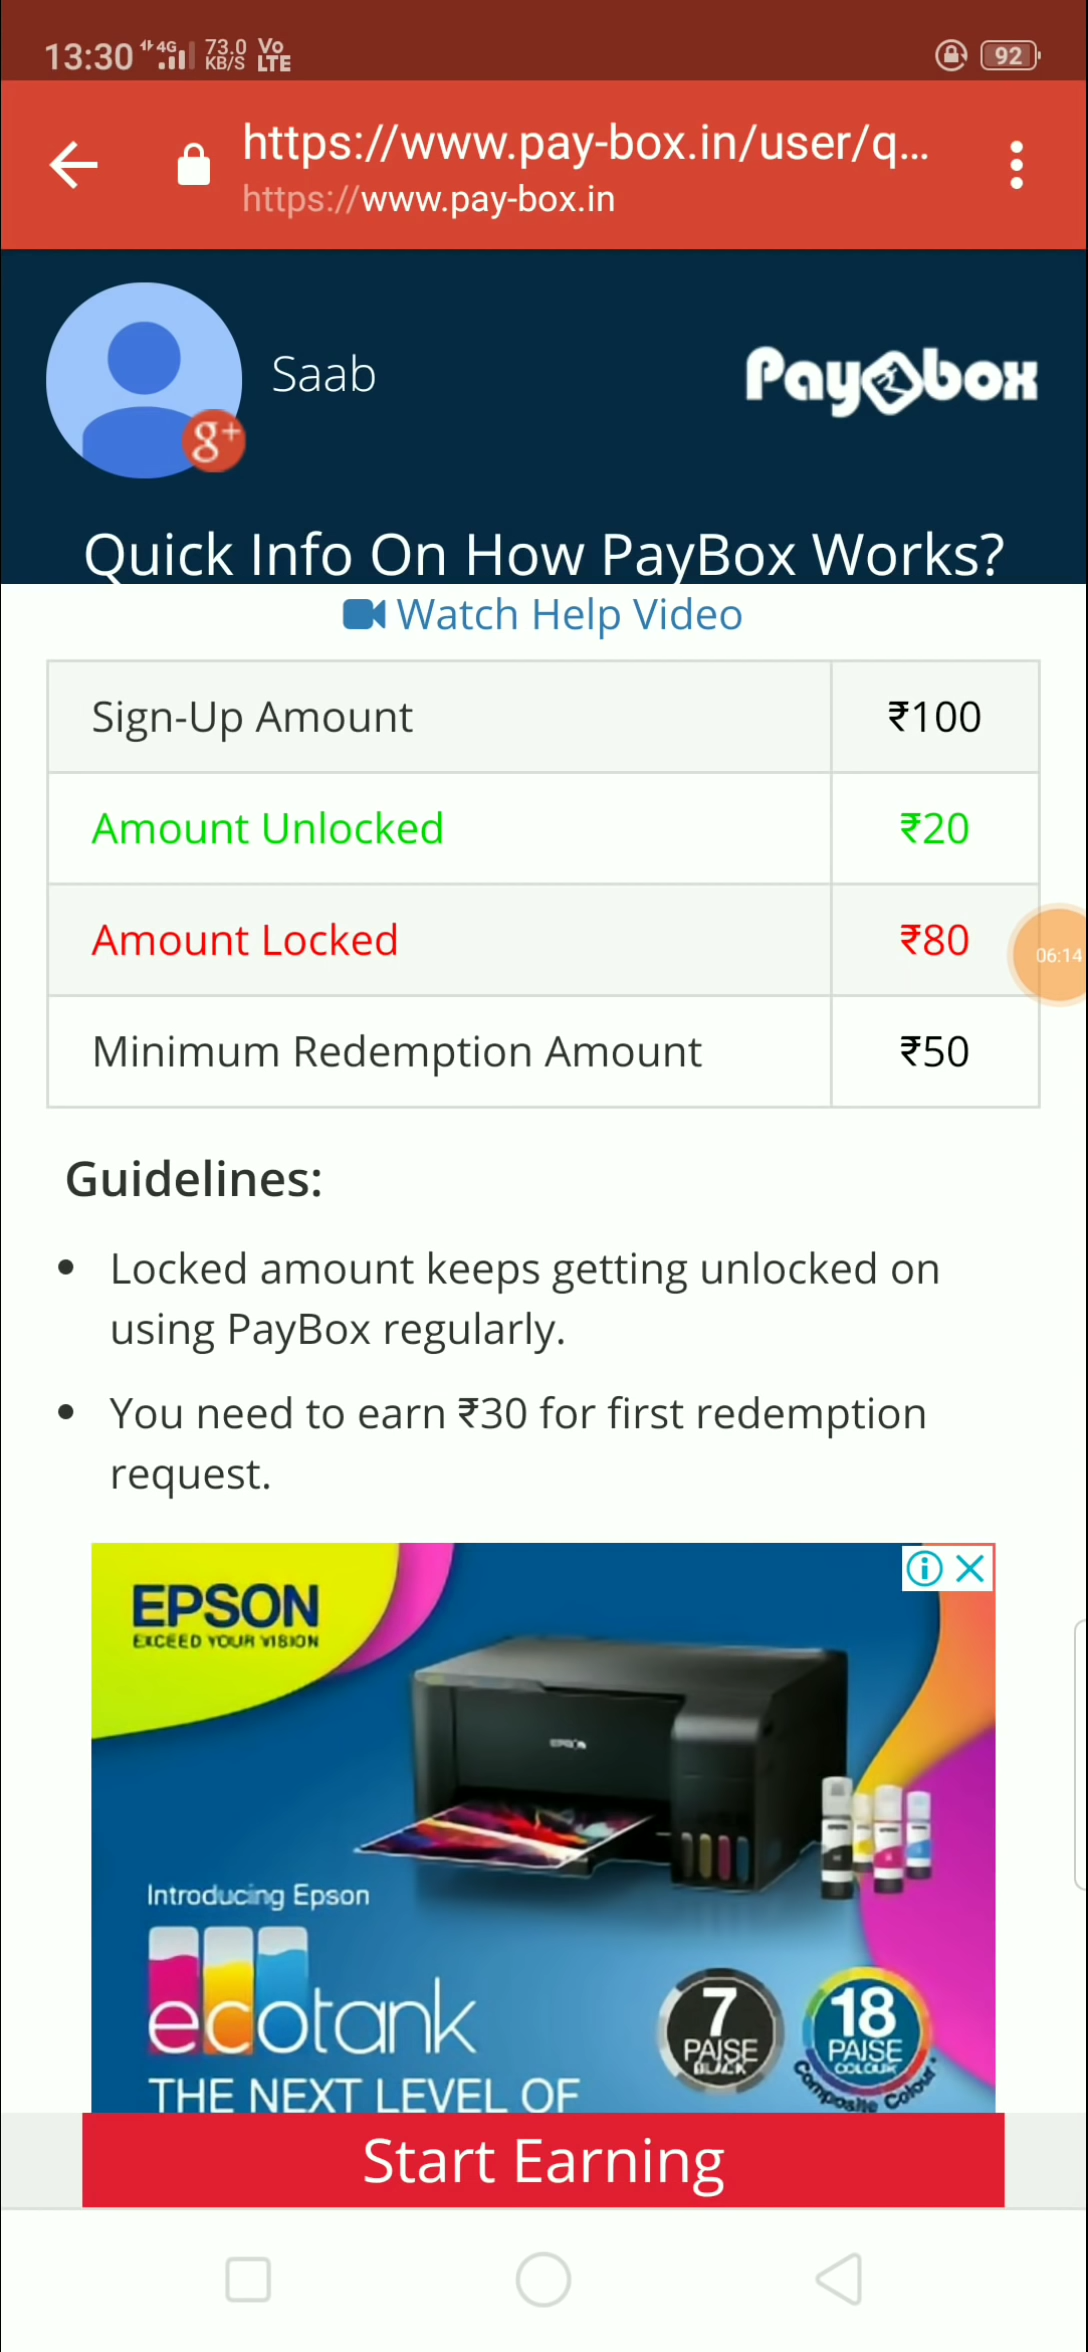 13:30 4G 73.0 KB/S Vo LTE 92
https://www.pay-box.in/user/q...
https://www.pay-box.in
g+
Saab
Paybox
Quick Info On How PayBox Works?
Watch Help Video
Sign-Up Amount ₹100
Amount Unlocked ₹20
Amount Locked ₹80
06:14
Minimum Redemption Amount ₹50
Guidelines:
• Locked amount keeps getting unlocked on
using PayBox regularly.
• You need to earn ₹30 for first redemption
request.
EPSON
EXCEED YOUR VISION
EPSON
Introducing Epson
ecotank
7 PAISE BLACK
18 PAISE COLOUR
Composite Colour*
THE NEXT LEVEL OF
Start Earning